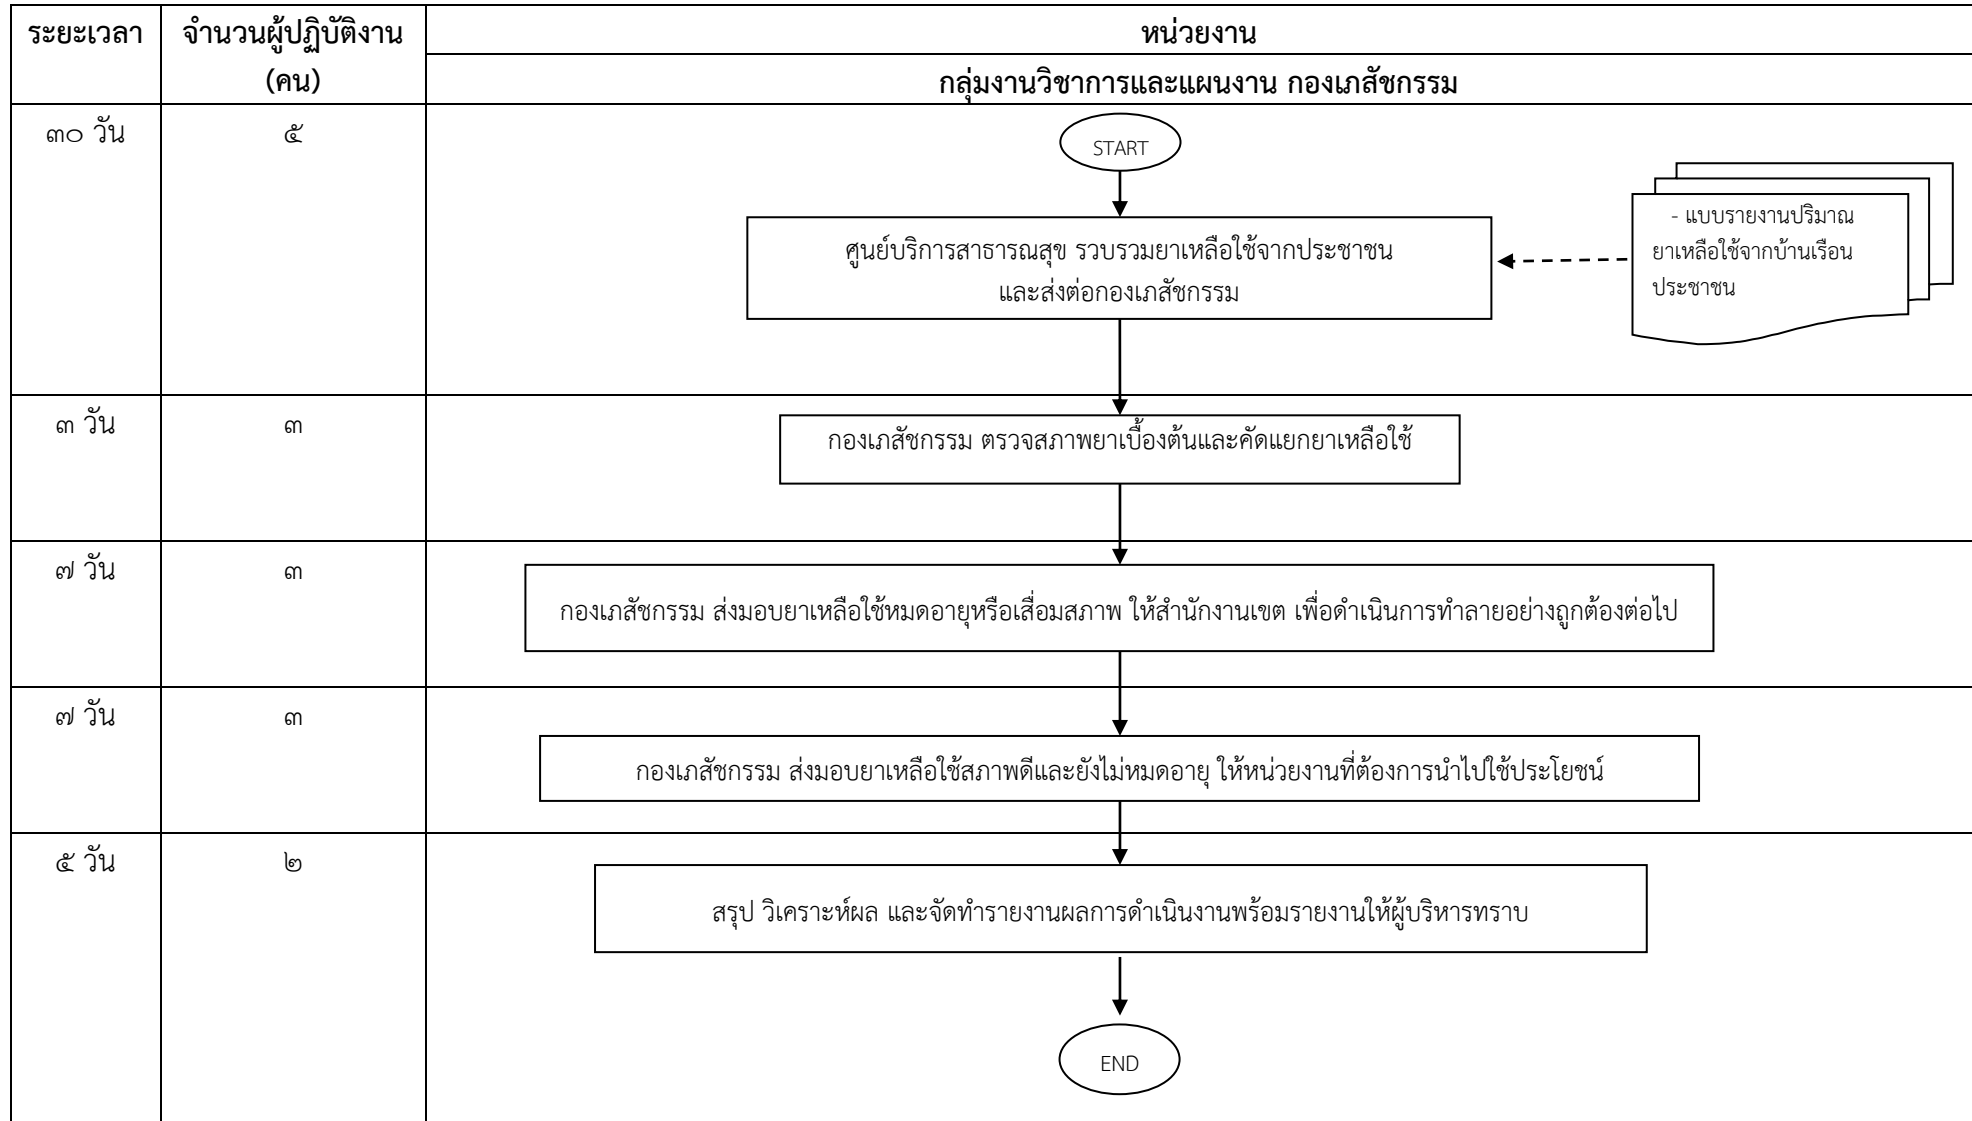 ระยะเวลา
จำนวนผู้ปฏิบัติงาน
(คน)
หน่วยงาน
กลุ่มงานวิชาการและแผนงาน กองเภสัชกรรม
๓๐ วัน
๕
START
ศูนย์บริการสาธารณสุข รวบรวมยาเหลือใช้จากประชาชน
และส่งต่อกองเภสัชกรรม
- แบบรายงานปริมาณ
ยาเหลือใช้จากบ้านเรือน
ประชาชน
๓ วัน
๓
กองเภสัชกรรม ตรวจสภาพยาเบื้องต้นและคัดแยกยาเหลือใช้
๗ วัน
๓
กองเภสัชกรรม ส่งมอบยาเหลือใช้หมดอายุหรือเสื่อมสภาพ ให้สำนักงานเขต เพื่อดำเนินการทำลายอย่างถูกต้องต่อไป
๗ วัน
๓
กองเภสัชกรรม ส่งมอบยาเหลือใช้สภาพดีและยังไม่หมดอายุ ให้หน่วยงานที่ต้องการนำไปใช้ประโยชน์
๕ วัน
๒
สรุป วิเคราะห์ผล และจัดทำรายงานผลการดำเนินงานพร้อมรายงานให้ผู้บริหารทราบ
END